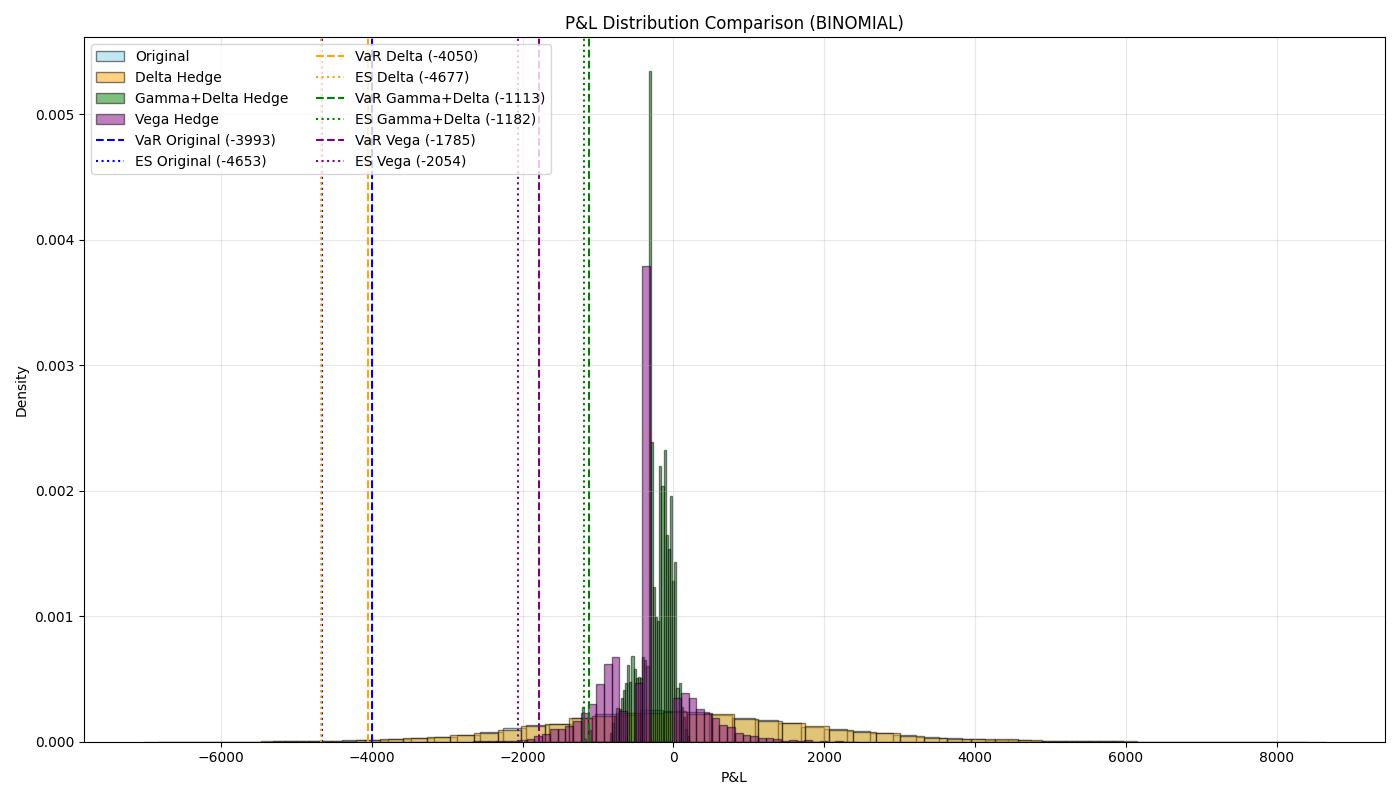 P&L Distribution Comparison (BINOMIAL)
Original
Delta Hedge
Gamma+Delta Hedge
Vega Hedge
VaR Original (-3993)
ES Original (-4653)
VaR Delta (-4050)
ES Delta (-4677)
VaR Gamma+Delta (-1113)
ES Gamma+Delta (-1182)
VaR Vega (-1785)
ES Vega (-2054)
Density
0.005
0.004
0.003
0.002
0.001
0.000
−6000 −4000 −2000 0 2000 4000 6000 8000
P&L